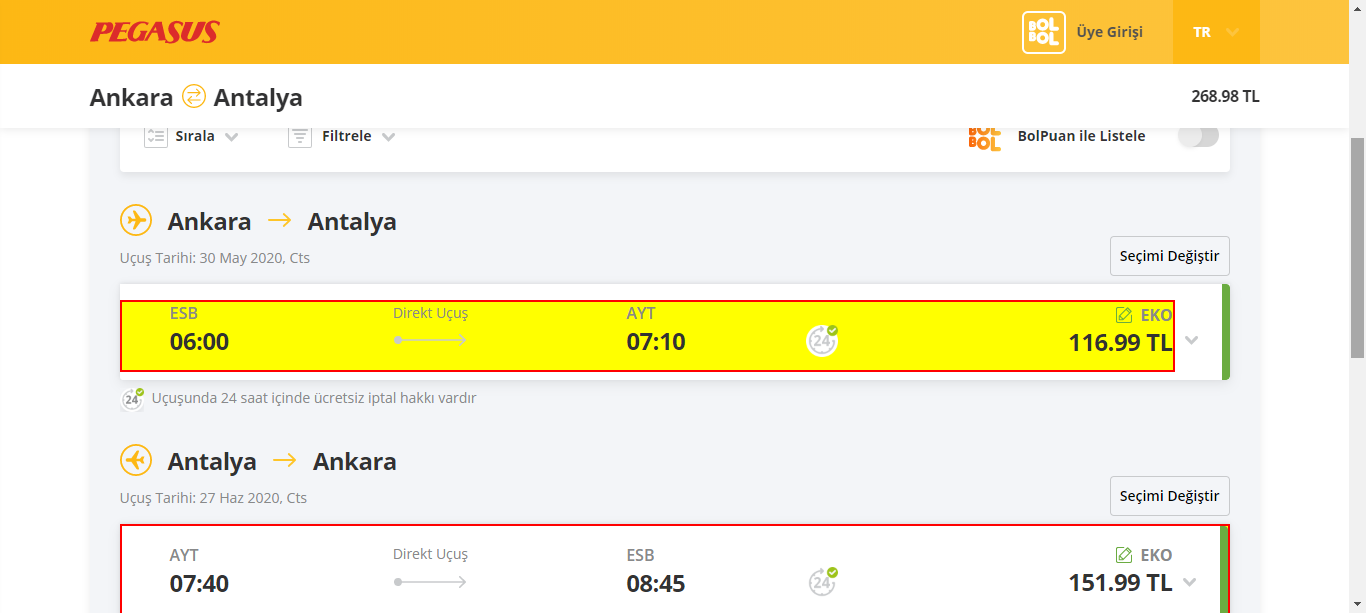 PEGASUS
BOL BOL Üye Girişi TR
Ankara Antalya 268.98 TL
Sırala Filtrele BOL BOL BolPuan ile Listele
Ankara → Antalya
Uçuş Tarihi: 30 May 2020, Cts Seçimi Değiştir
ESB Direkt Uçuş AYT EKO
06:00 07:10 24 116.99 TL
24 Uçuşunda 24 saat içinde ücretsiz iptal hakkı vardır
Antalya → Ankara
Uçuş Tarihi: 27 Haz 2020, Cts Seçimi Değiştir
AYT Direkt Uçuş ESB EKO
07:40 08:45 24 151.99 TL